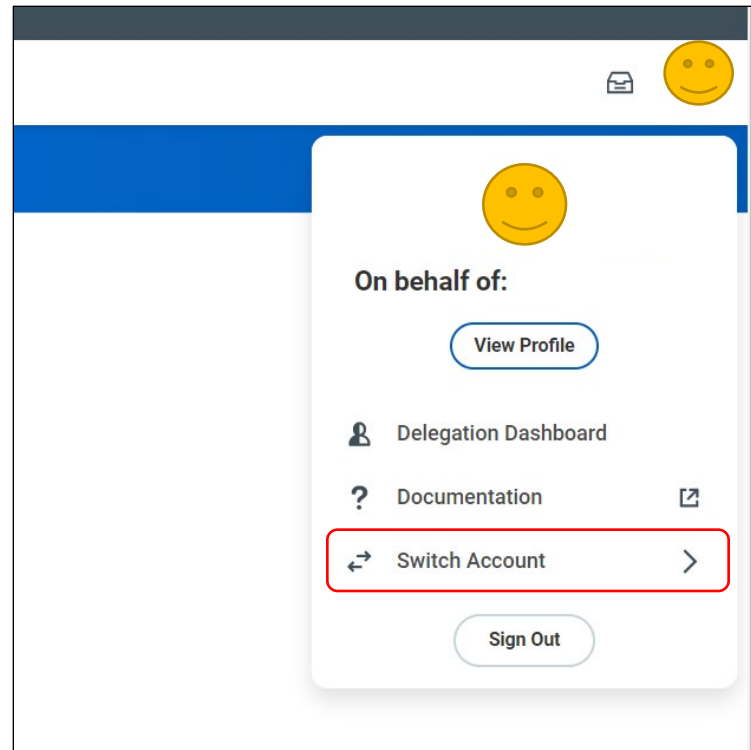 On behalf of:
View Profile
Delegation Dashboard
? Documentation
Switch Account
Sign Out